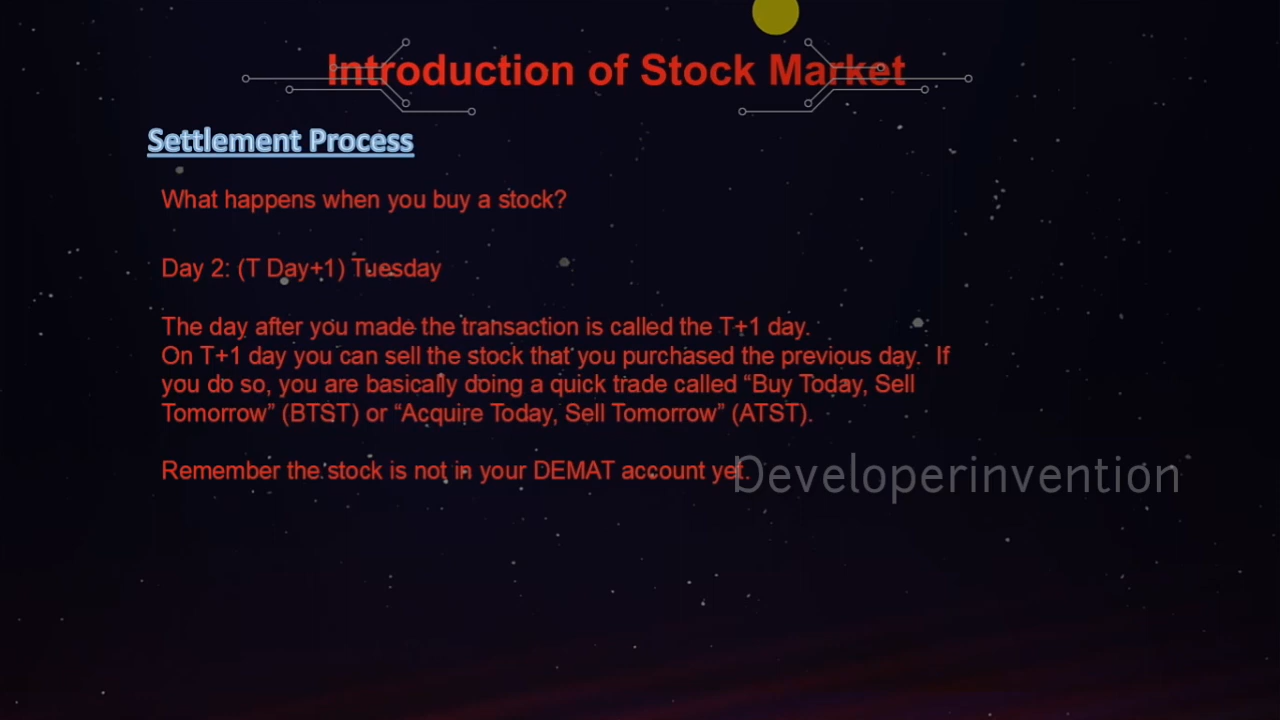 Introduction of Stock Market
Settlement Process
What happens when you buy a stock?
Day 2: (T Day+1) Tuesday
The day after you made the transaction is called the T+1 day.
On T+1 day you can sell the stock that you purchased the previous day.  If
you do so, you are basically doing a quick trade called “Buy Today, Sell
Tomorrow” (BTST) or “Acquire Today, Sell Tomorrow” (ATST).
Remember the stock is not in your DEMAT account yet.
Developerinvention